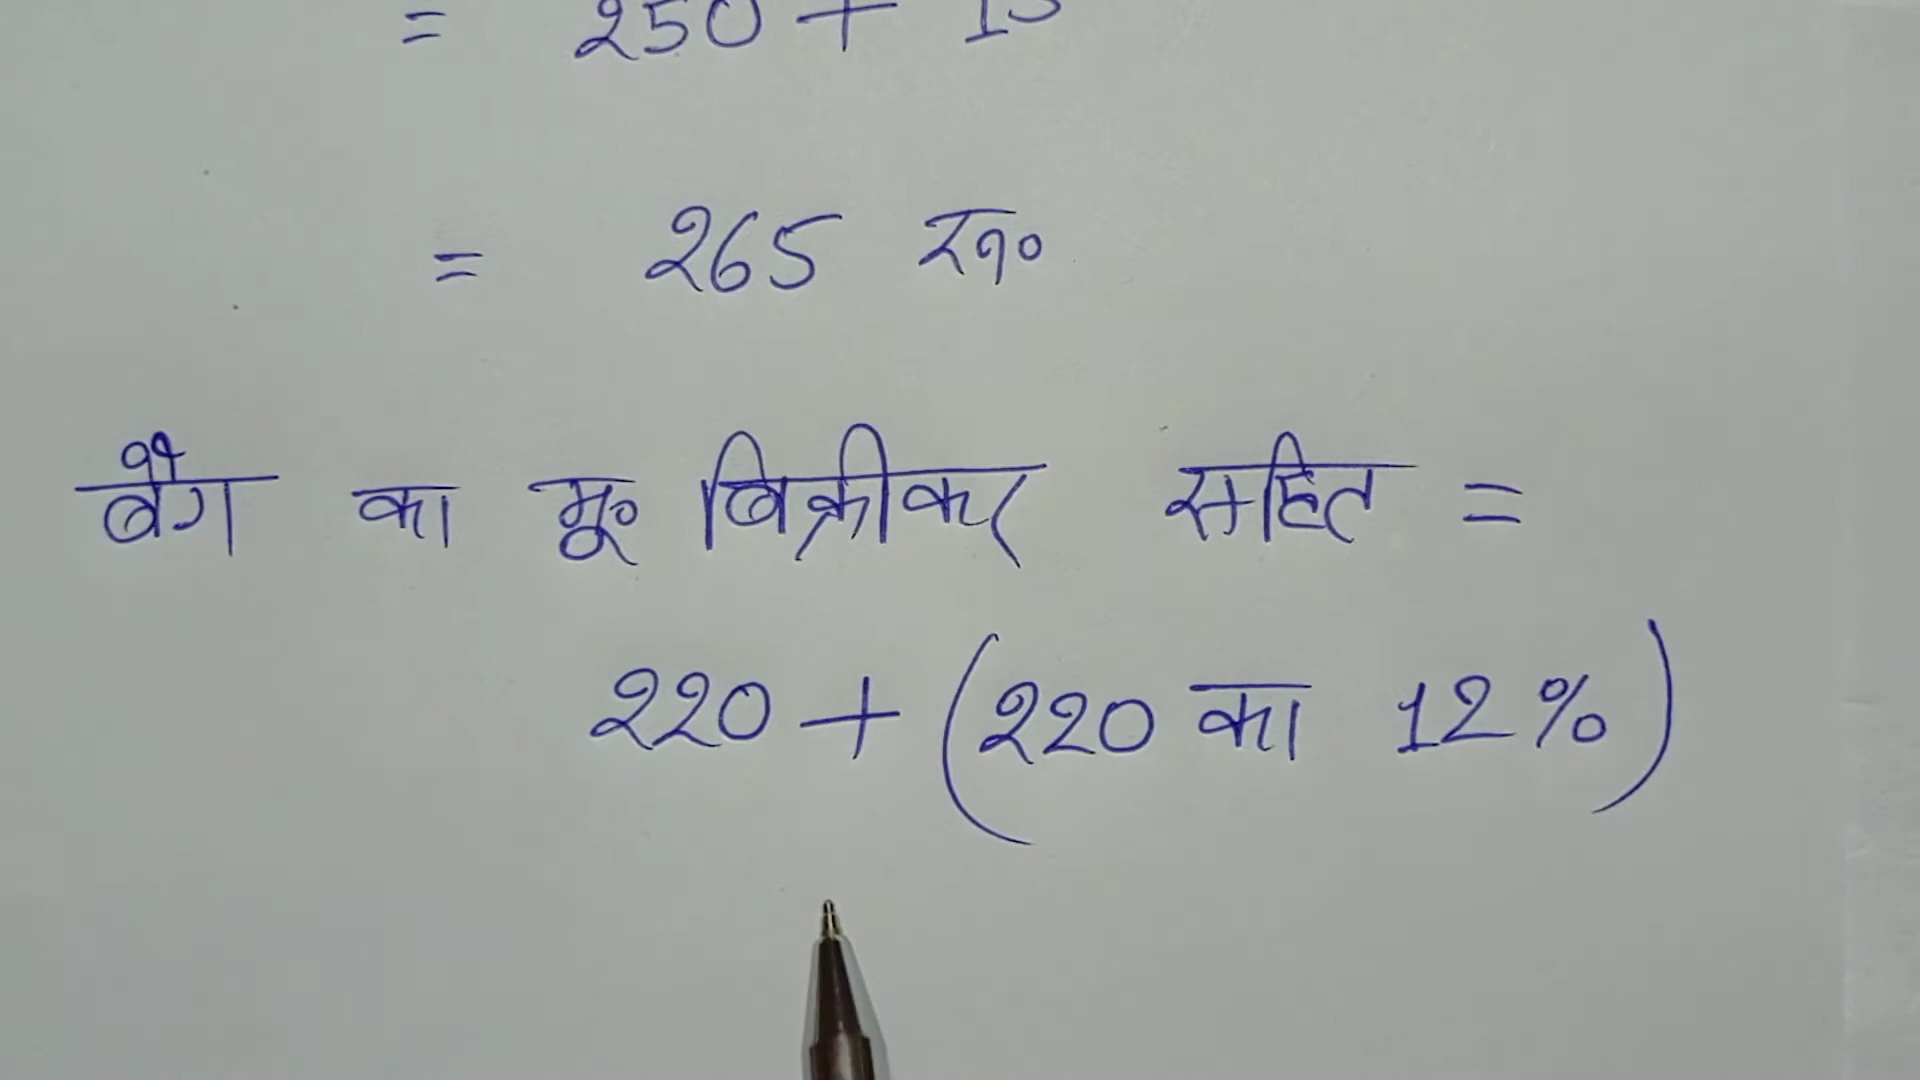 = 250 + 15
= 265 रू०
बैग का मू० बिक्रीकर सहित =
220 + (220 का 12%)